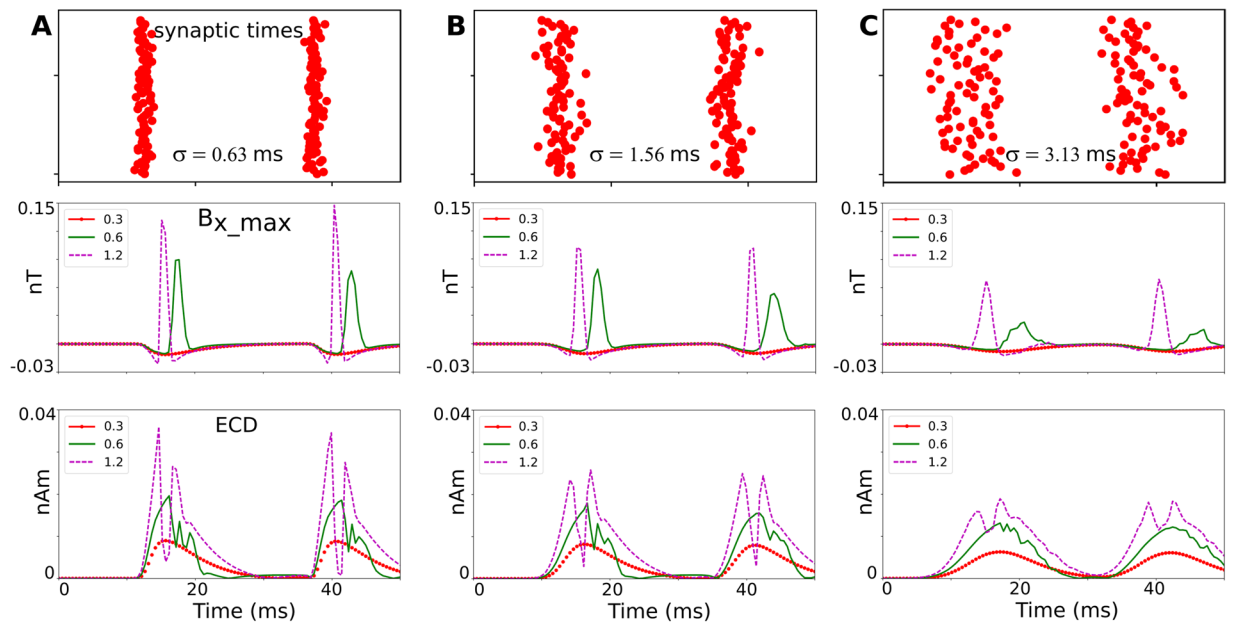 A
synaptic times
σ = 0.63 ms
B
σ = 1.56 ms
C
σ = 3.13 ms
0.15
nT
-0.03
0.3
0.6
1.2
Bx_max
0.15
nT
-0.03
0.3
0.6
1.2
0.15
nT
-0.03
0.3
0.6
1.2
0.04
nAm
0
0.3
0.6
1.2
ECD
0 20 40
Time (ms)
0.04
nAm
0
0.3
0.6
1.2
0 20 40
Time (ms)
0.04
nAm
0
0.3
0.6
1.2
0 20 40
Time (ms)